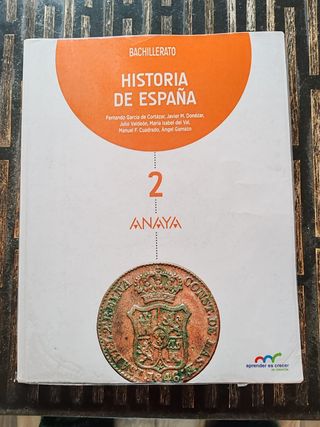 BACHILLERATO
HISTORIA
DE ESPAÑA
Fernando García de Cortázar, Javier M. Donézar,
Julio Valdeón, María Isabel del Val,
Manuel F. Cuadrado, Ángel Gamazo
2
ANAYA
aprender es crecer